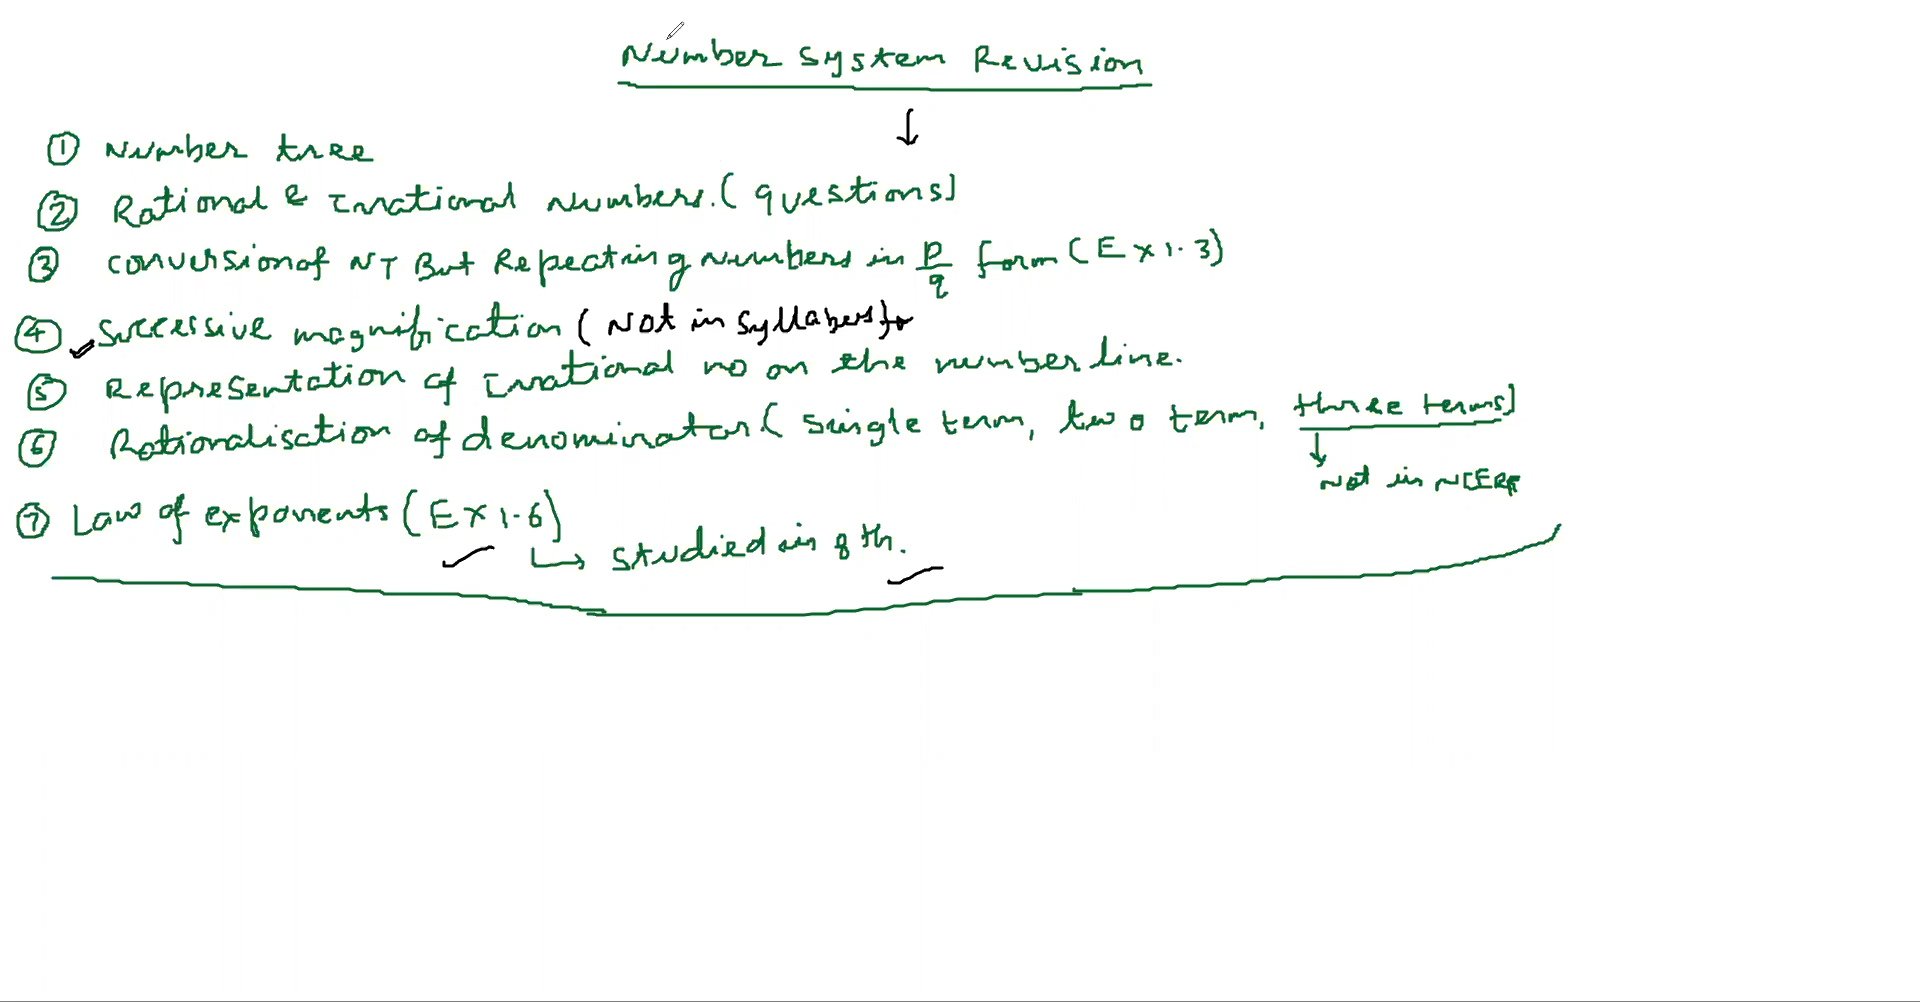 Number System Revision
① Number tree
② Rational & Irrational Numbers. (questions)
③ Conversion of NT But Repeating numbers in p/q form (Ex 1.3)
④ Successive magnification (Not in Syllabus)
⑤ Representation of Irrational no on the number line.
⑥ Rationalisation of denominator (Single term, two term, three terms)
Not in NCERT
⑦ Law of exponents (Ex 1.6)
studied in 8th.